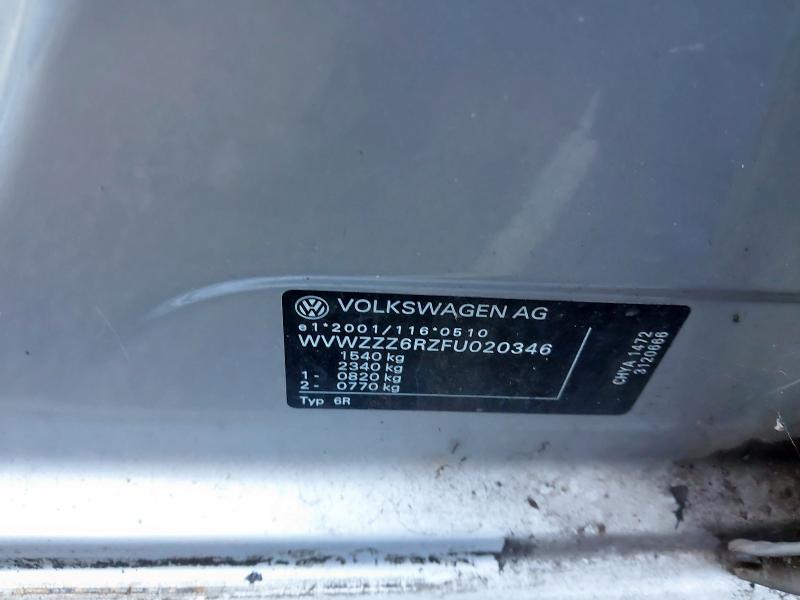 VOLKSWAGEN AG
e1*2001/116*0510
WVWZZZ6RZFU020346
1540 kg
2340 kg
1- 0820 kg
2- 0770 kg
Typ 6R
CHYA 1472
3120666